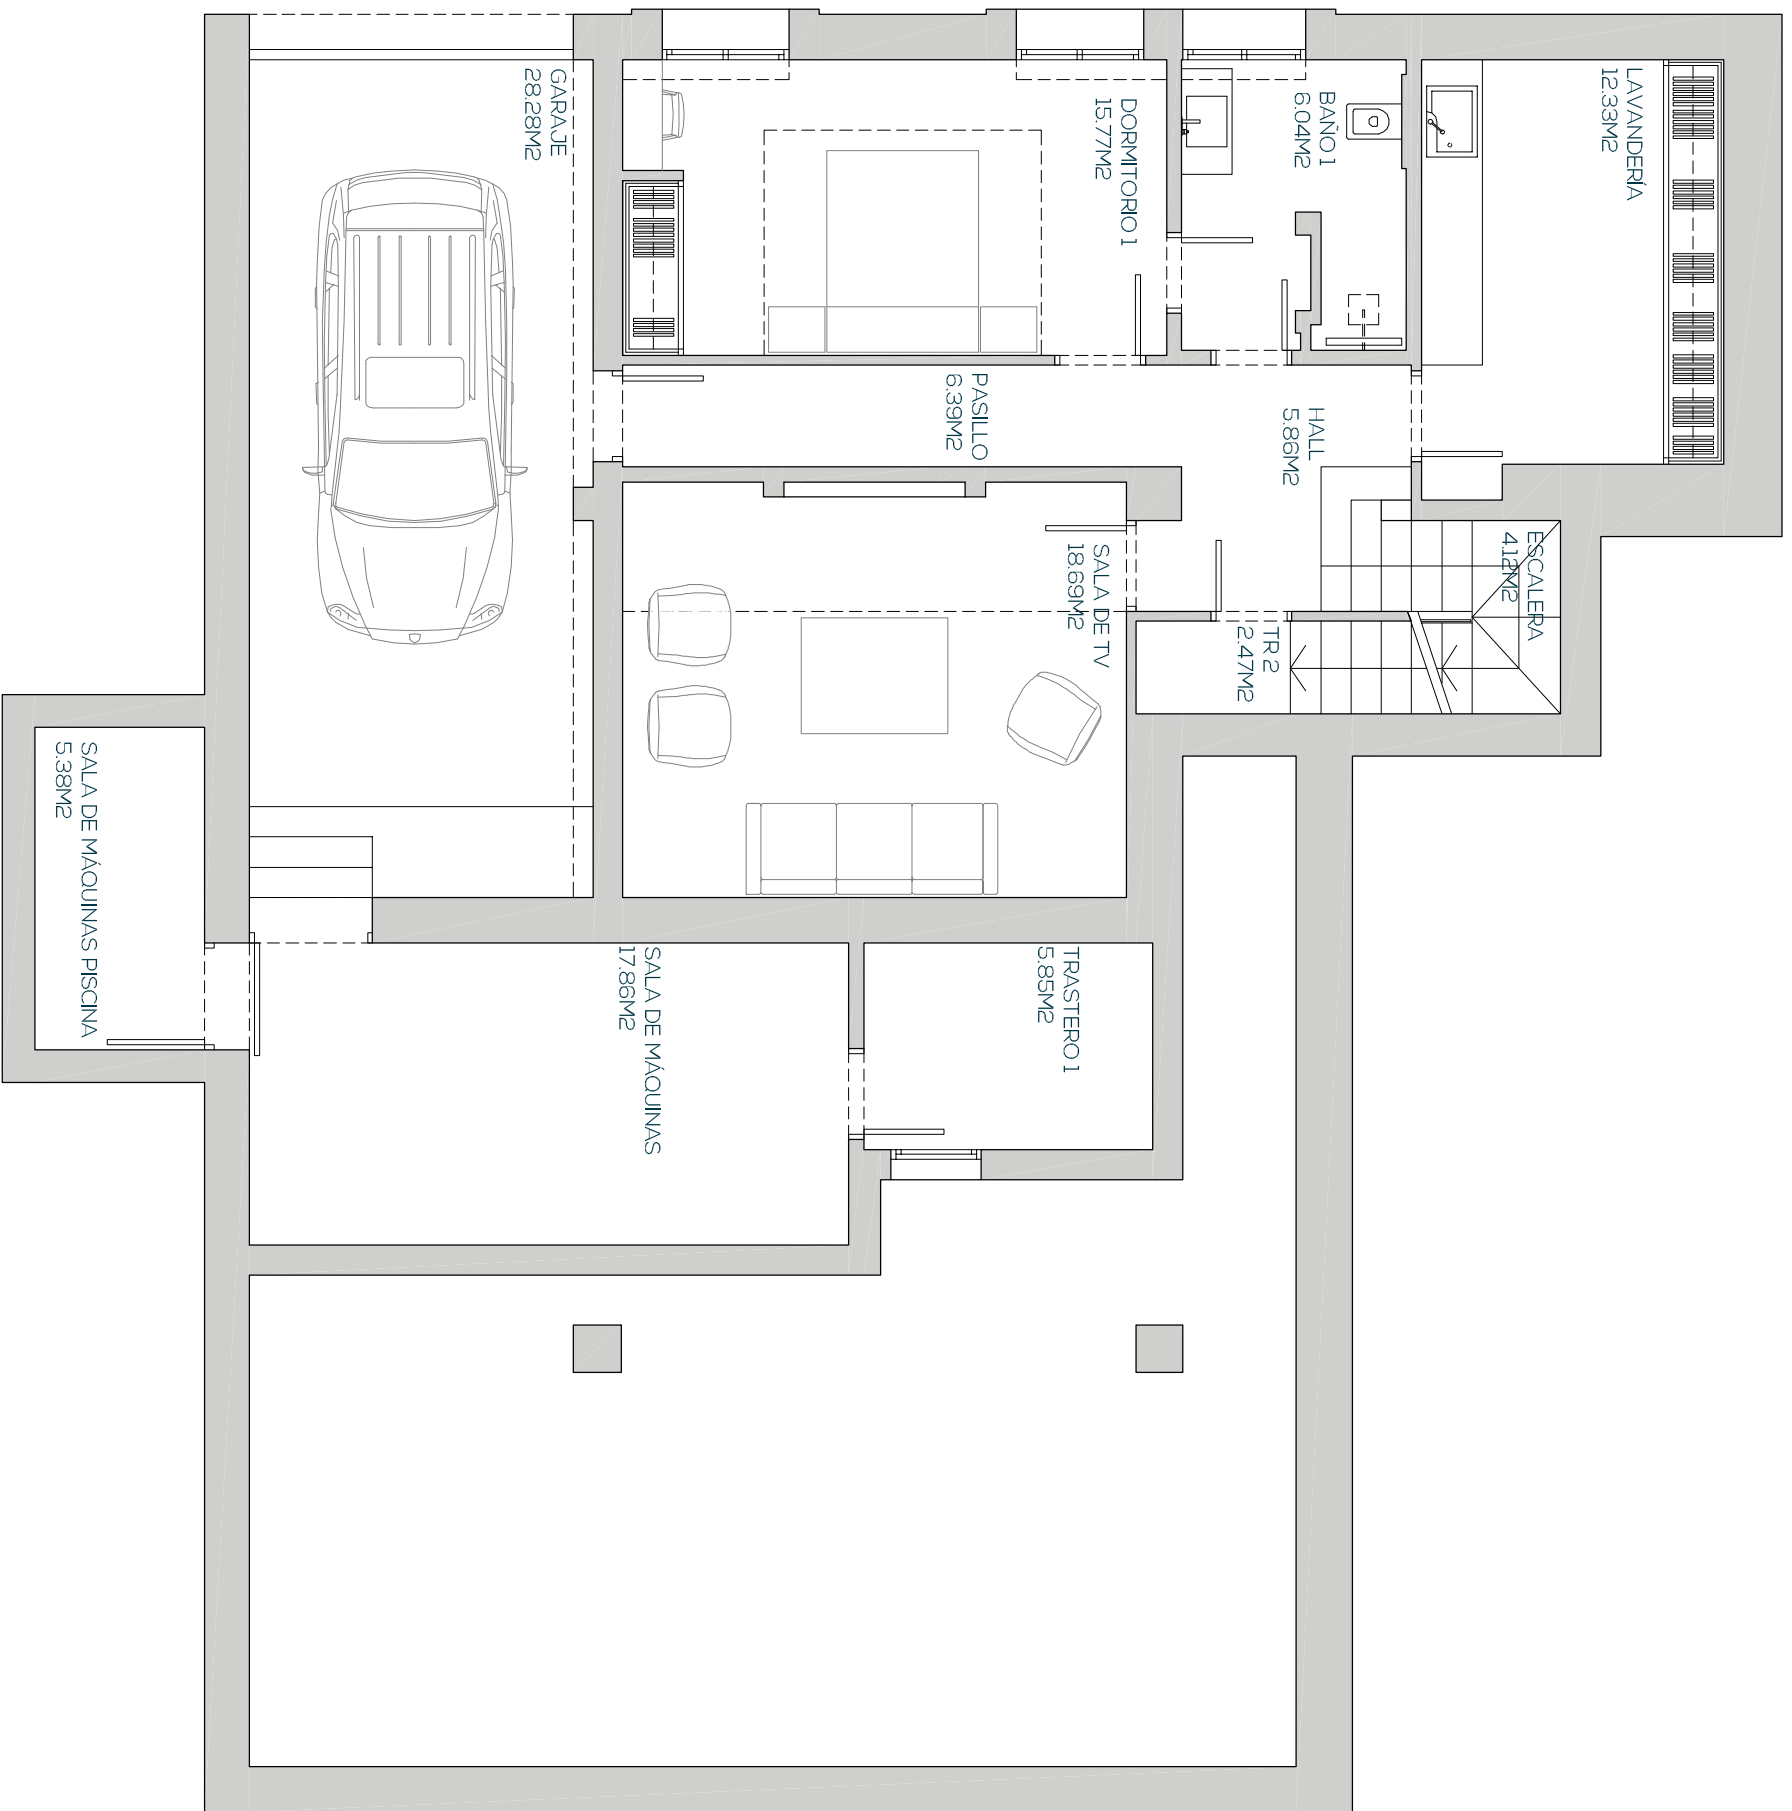 GARAJE
28.28M2
DORMITORIO 1
15.77M2
BAÑO 1
6.04M2
LAVANDERÍA
12.33M2
PASILLO
6.39M2
HALL
5.86M2
ESCALERA
4.12M2
SALA DE TV
18.69M2
TR 2
2.47M2
SALA DE MÁQUINAS PISCINA
5.38M2
SALA DE MÁQUINAS
17.86M2
TRASTERO 1
5.85M2